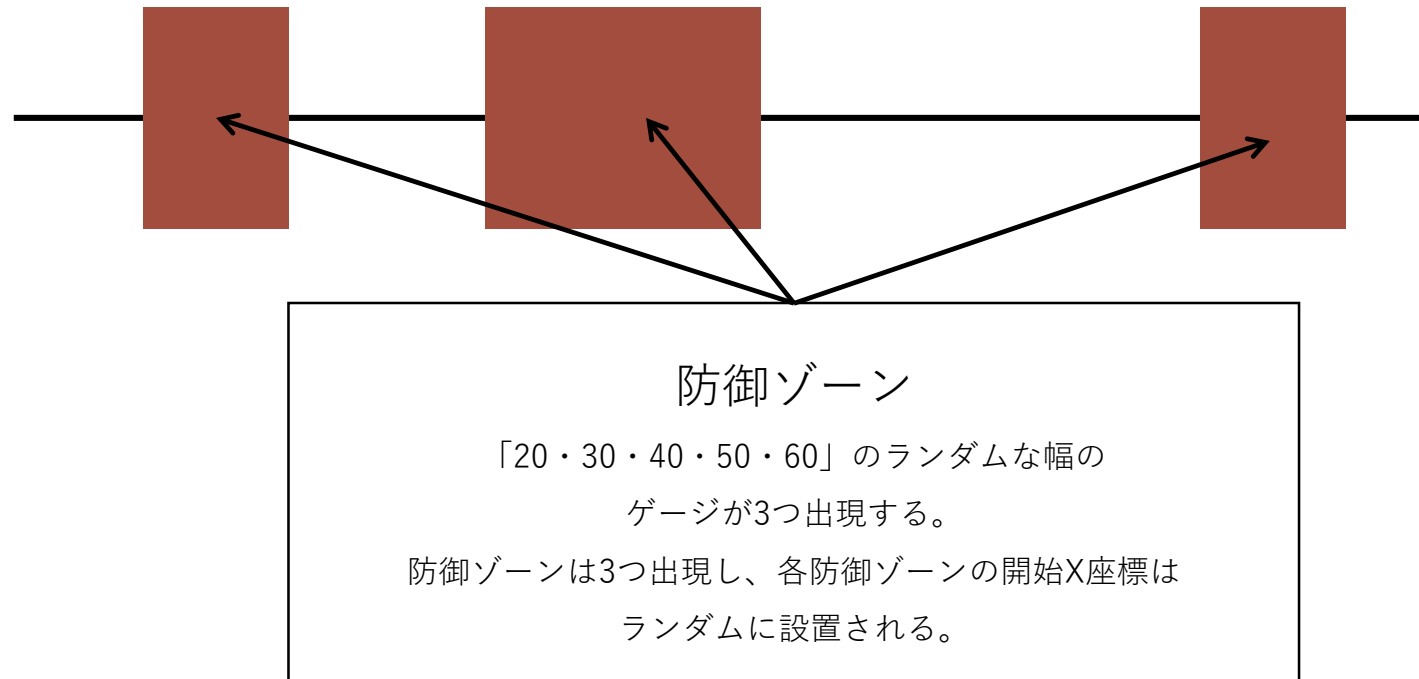 防御ゾーン
「20・30・40・50・60」のランダムな幅の
ゲージが3つ出現する。
防御ゾーンは3つ出現し、各防御ゾーンの開始X座標は
ランダムに設置される。